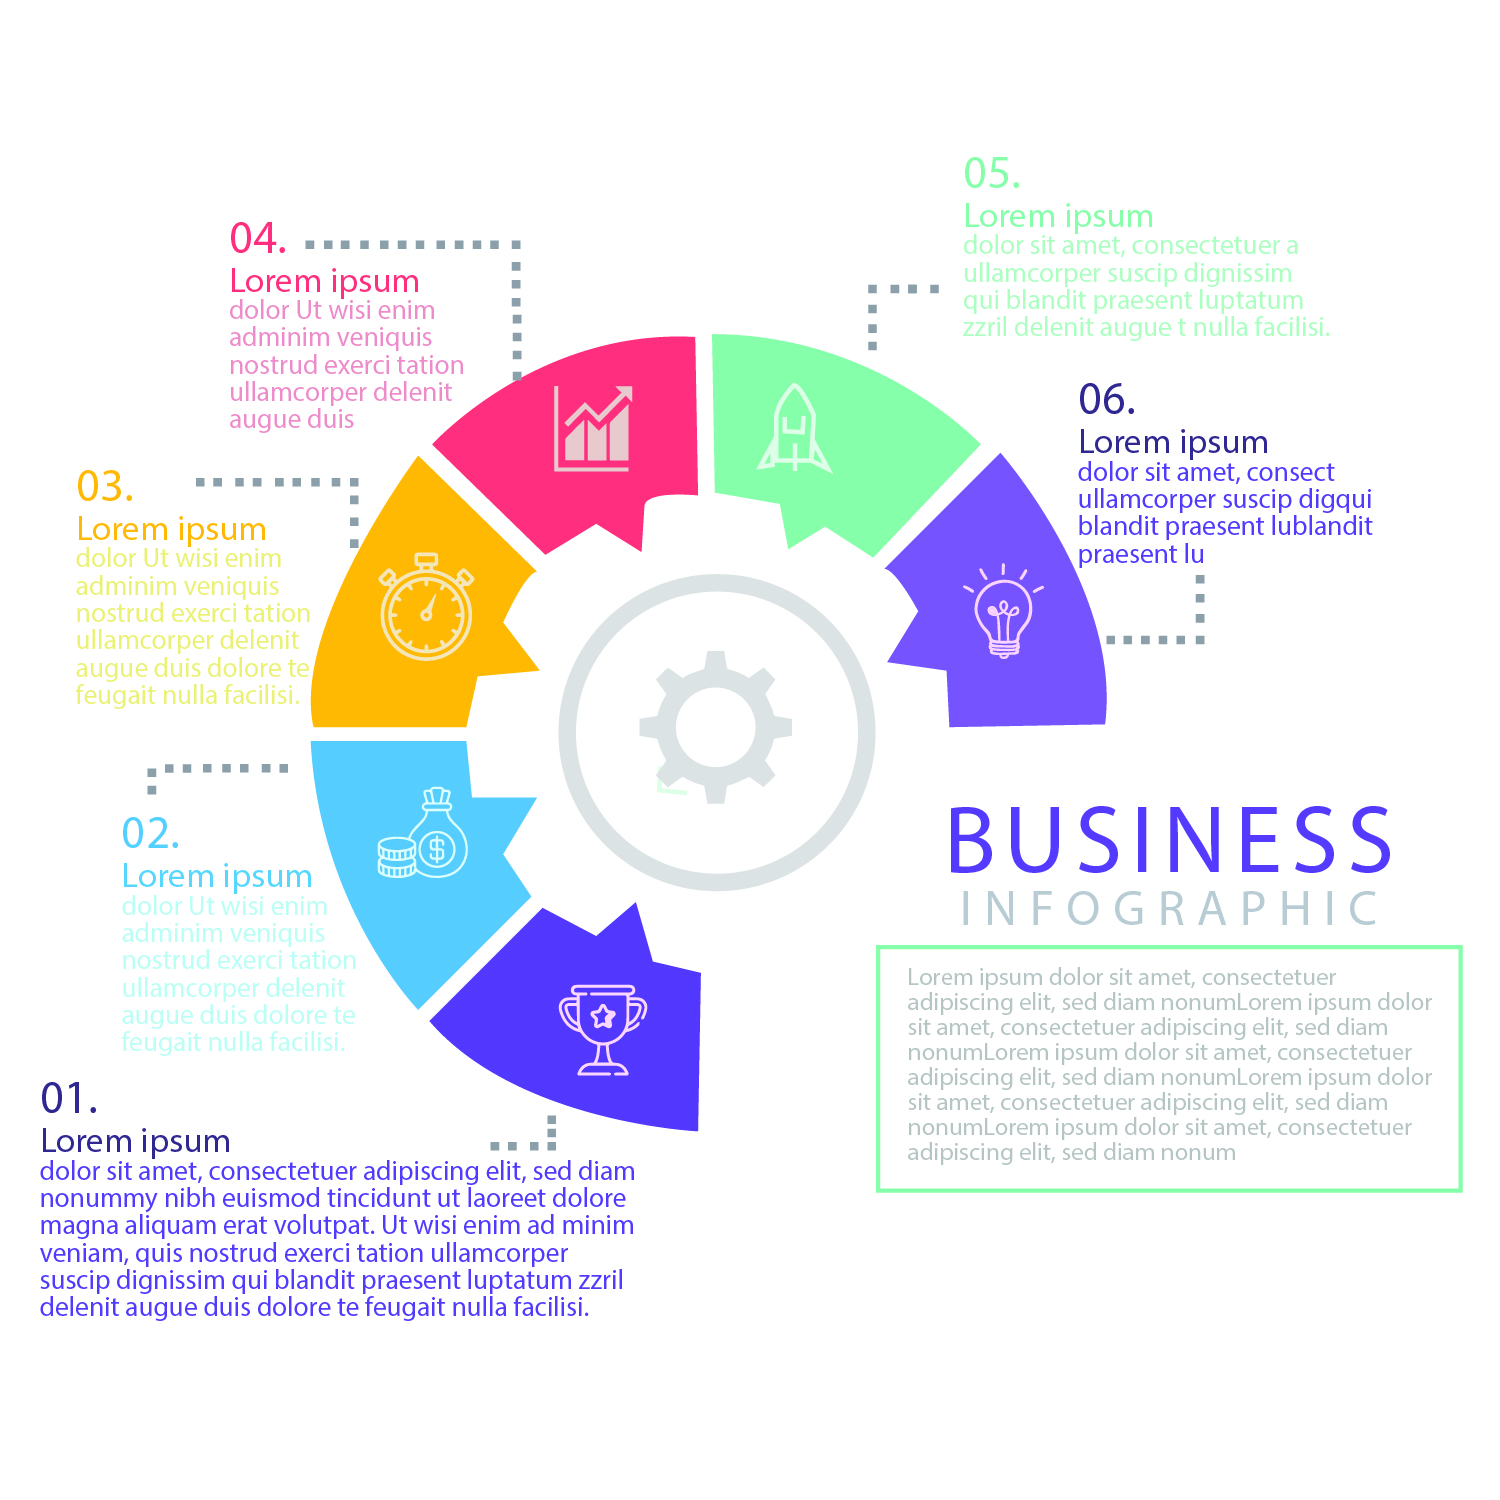 05.
Lorem ipsum
dolor sit amet, consectetuer a
ullamcorper suscip dignissim
qui blandit praesent luptatum
zzril delenit augue t nulla facilisi.
04.
Lorem ipsum
dolor Ut wisi enim
adminim veniquis
nostrud exerci tation
ullamcorper delenit
augue duis
06.
Lorem ipsum
dolor sit amet, consect
ullamcorper suscip digqui
blandit praesent lublandit
praesent lu
03.
Lorem ipsum
dolor Ut wisi enim
adminim veniquis
nostrud exerci tation
ullamcorper delenit
augue duis dolore te
feugait nulla facilisi.
02.
Lorem ipsum
dolor Ut wisi enim
adminim veniquis
nostrud exerci tation
ullamcorper delenit
augue duis dolore te
feugait nulla facilisi.
$
BUSINESS
INFOGRAPHIC
Lorem ipsum dolor sit amet, consectetuer
adipiscing elit, sed diam nonumLorem ipsum dolor
sit amet, consectetuer adipiscing elit, sed diam
nonumLorem ipsum dolor sit amet, consectetuer
adipiscing elit, sed diam nonumLorem ipsum dolor
sit amet, consectetuer adipiscing elit, sed diam
nonumLorem ipsum dolor sit amet, consectetuer
adipiscing elit, sed diam nonum
01.
Lorem ipsum
dolor sit amet, consectetuer adipiscing elit, sed diam
nonummy nibh euismod tincidunt ut laoreet dolore
magna aliquam erat volutpat. Ut wisi enim ad minim
veniam, quis nostrud exerci tation ullamcorper
suscip dignissim qui blandit praesent luptatum zzril
delenit augue duis dolore te feugait nulla facilisi.